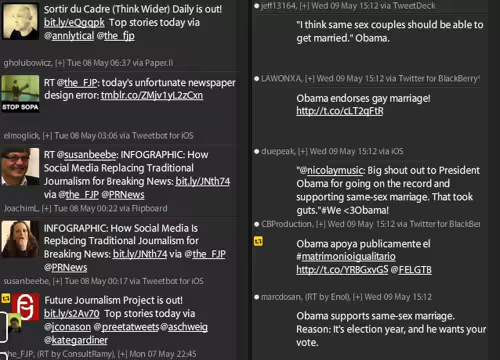 Sortir du Cadre (Think Wider) Daily is out!
bit.ly/eQgqpk Top stories today via
@annlytical @the_fjp
gholubowicz, [+] Tue 08 May 06:37 via Paper.li
RT @the_FJP: today's unfortunate newspaper
design error: tmblr.co/ZMjv1yL2zCxn
STOP SOPA
elmoglick, [+] Tue 08 May 03:06 via Tweetbot for iOS
RT @susanbeebe: INFOGRAPHIC: How
Social Media Replacing Traditional
Journalism for Breaking News: bit.ly/JNth74
via @the_FJP @PRNews
JoachimL, [+] Tue 08 May 00:22 via Flipboard
INFOGRAPHIC: How Social Media Is
Replacing Traditional Journalism for
Breaking News: bit.ly/JNth74 via @the_FJP
@PRNews
susanbeebe, [+] Tue 08 May 00:17 via Tweetbot for iOS
Future Journalism Project is out!
bit.ly/s2Av70 Top stories today via
@jconason @preetatweets @aschweig
@kategardiner
the_FJP, (RT by ConsultRamy), [+] Mon 07 May 22:45
jeff13164, [+] Wed 09 May 15:12 via TweetDeck
"I think same sex couples should be able to
get married." Obama.
LAWONXA, [+] Wed 09 May 15:12 via Twitter for BlackBerry
Obama endorses gay marriage!
http://t.co/cLT2qFtR
duepeak, [+] Wed 09 May 15:12 via iOS
"@nicolaymusic: Big shout out to President
Obama for going on the record and
supporting same-sex marriage. That took
guts."#We <3Obama!
CBProduction, [+] Wed 09 May 15:12 via Twitter for BlackBer
Obama apoya publicamente el
#matrimonioigualitario
http://t.co/YR8GxvG5 @FELGTB
marcdosan, (RT by Enol), [+] Wed 09 May 15:12
Obama supports same-sex marriage.
Reason: It's election year, and he wants your
vote.